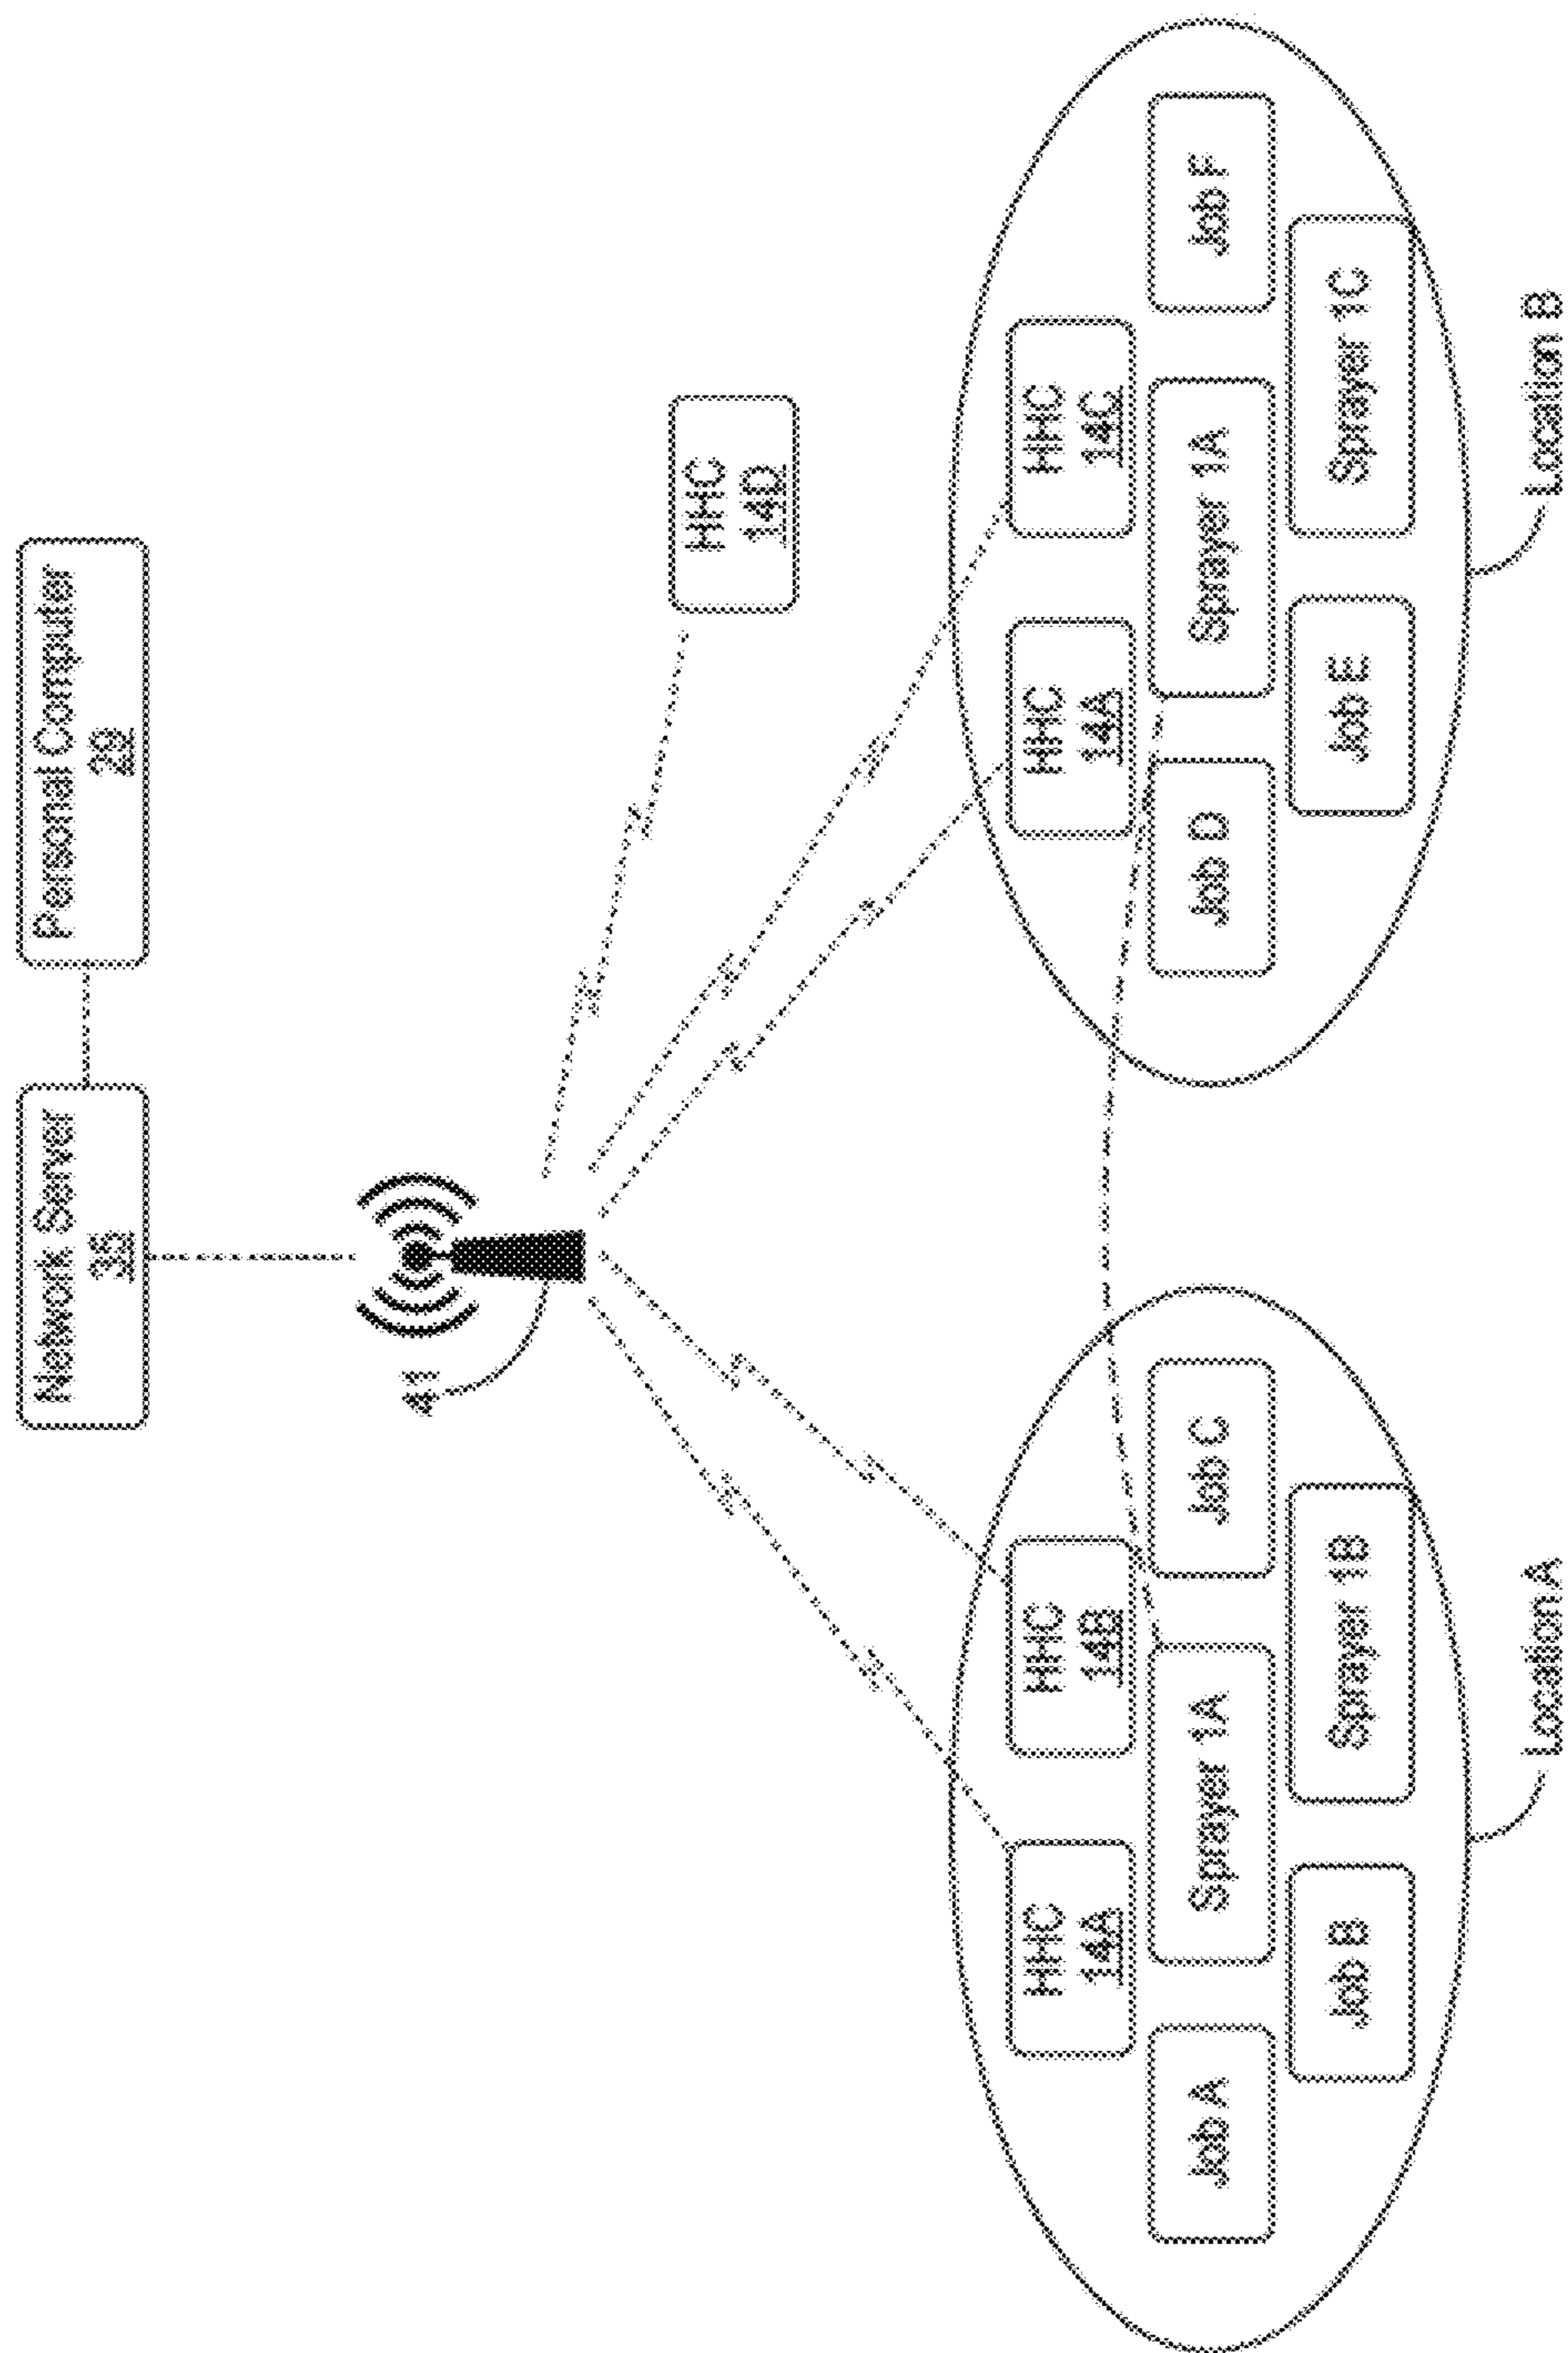 Network Server
35
Personal Computer
29
41
HHC
14D
HHC
14A
HHC
14B
Job A
Sprayer 1A
Job C
Job B
Sprayer 1B
Location A
HHC
14A
HHC
14C
Job D
Sprayer 1A
Job F
Job E
Sprayer 1C
Location B